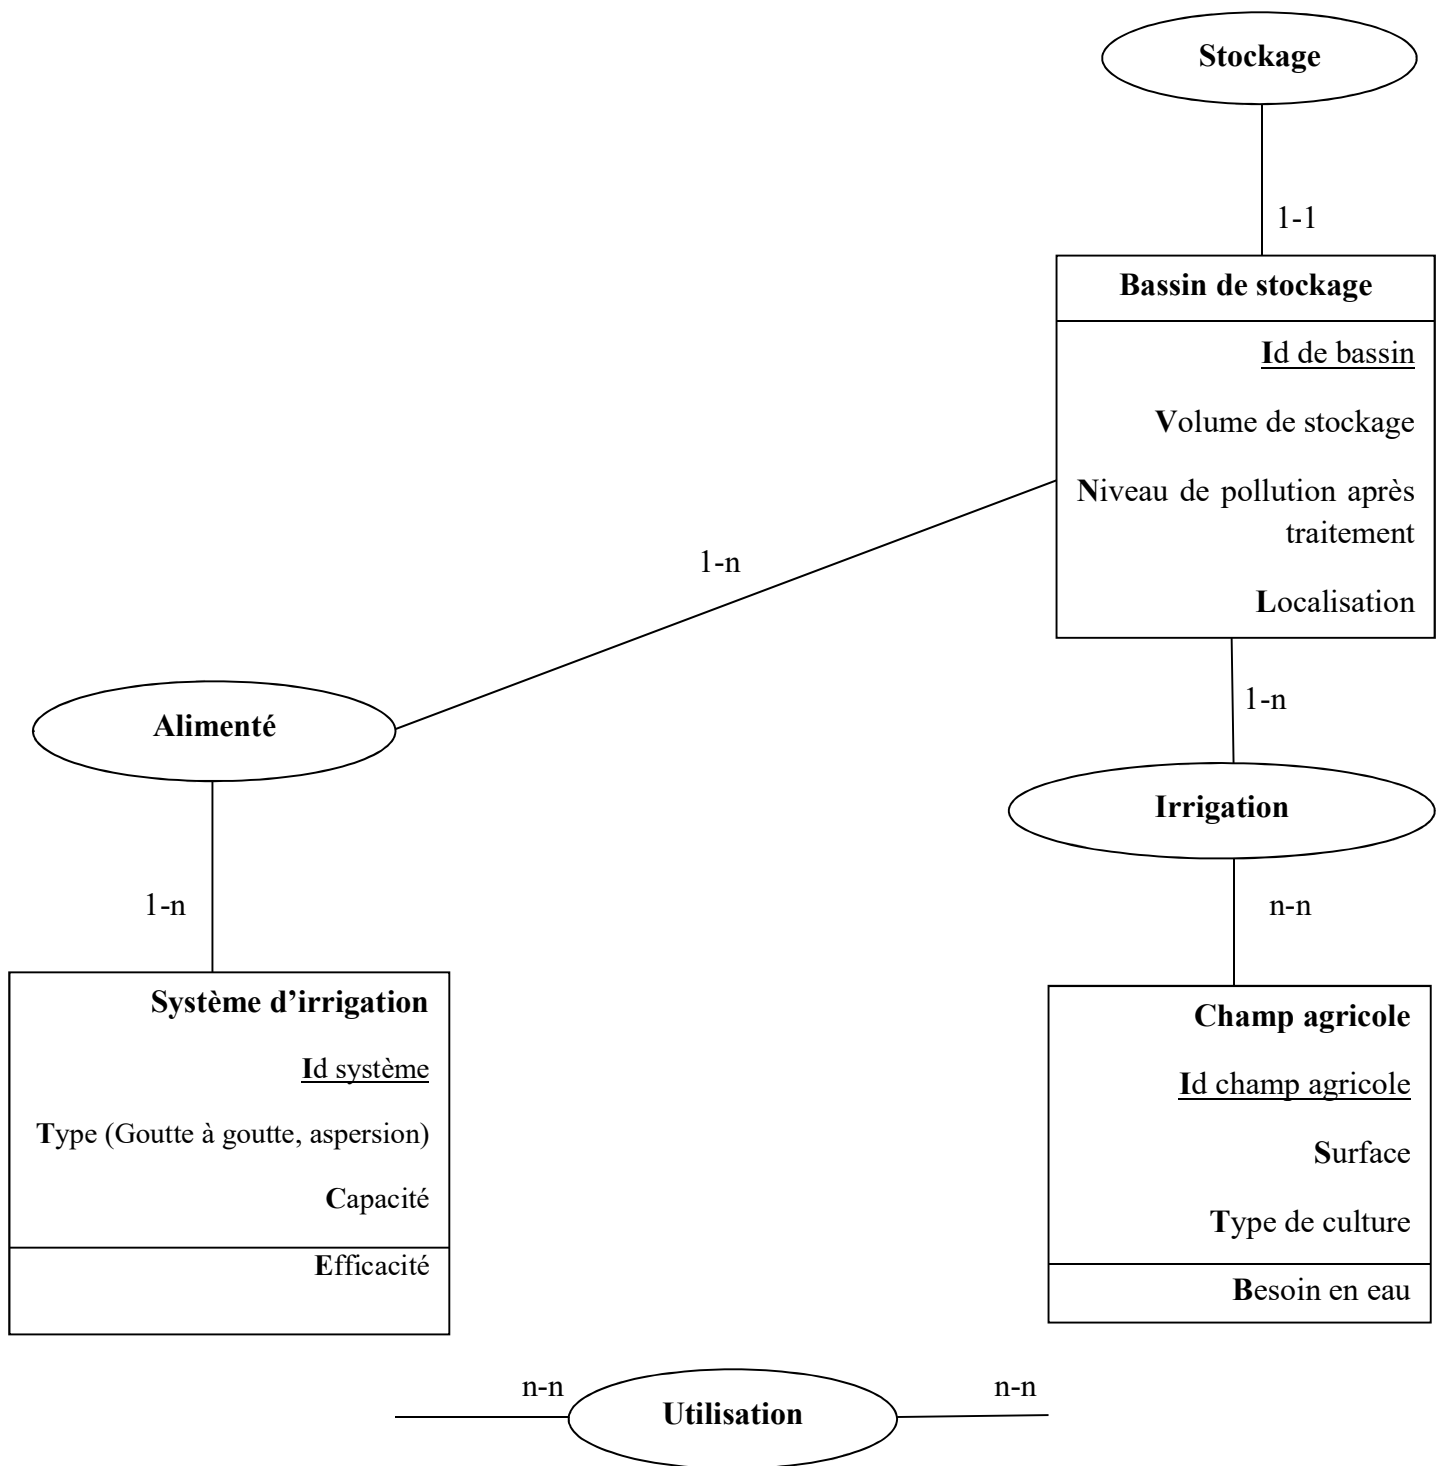 Stockage
1-1
Bassin de stockage
Id de bassin
Volume de stockage
Niveau de pollution après
traitement
Localisation
1-n
1-n
Alimenté
Irrigation
1-n
n-n
Système d’irrigation
Id système
Type (Goutte à goutte, aspersion)
Capacité
Efficacité
Champ agricole
Id champ agricole
Surface
Type de culture
Besoin en eau
n-n
n-n
Utilisation